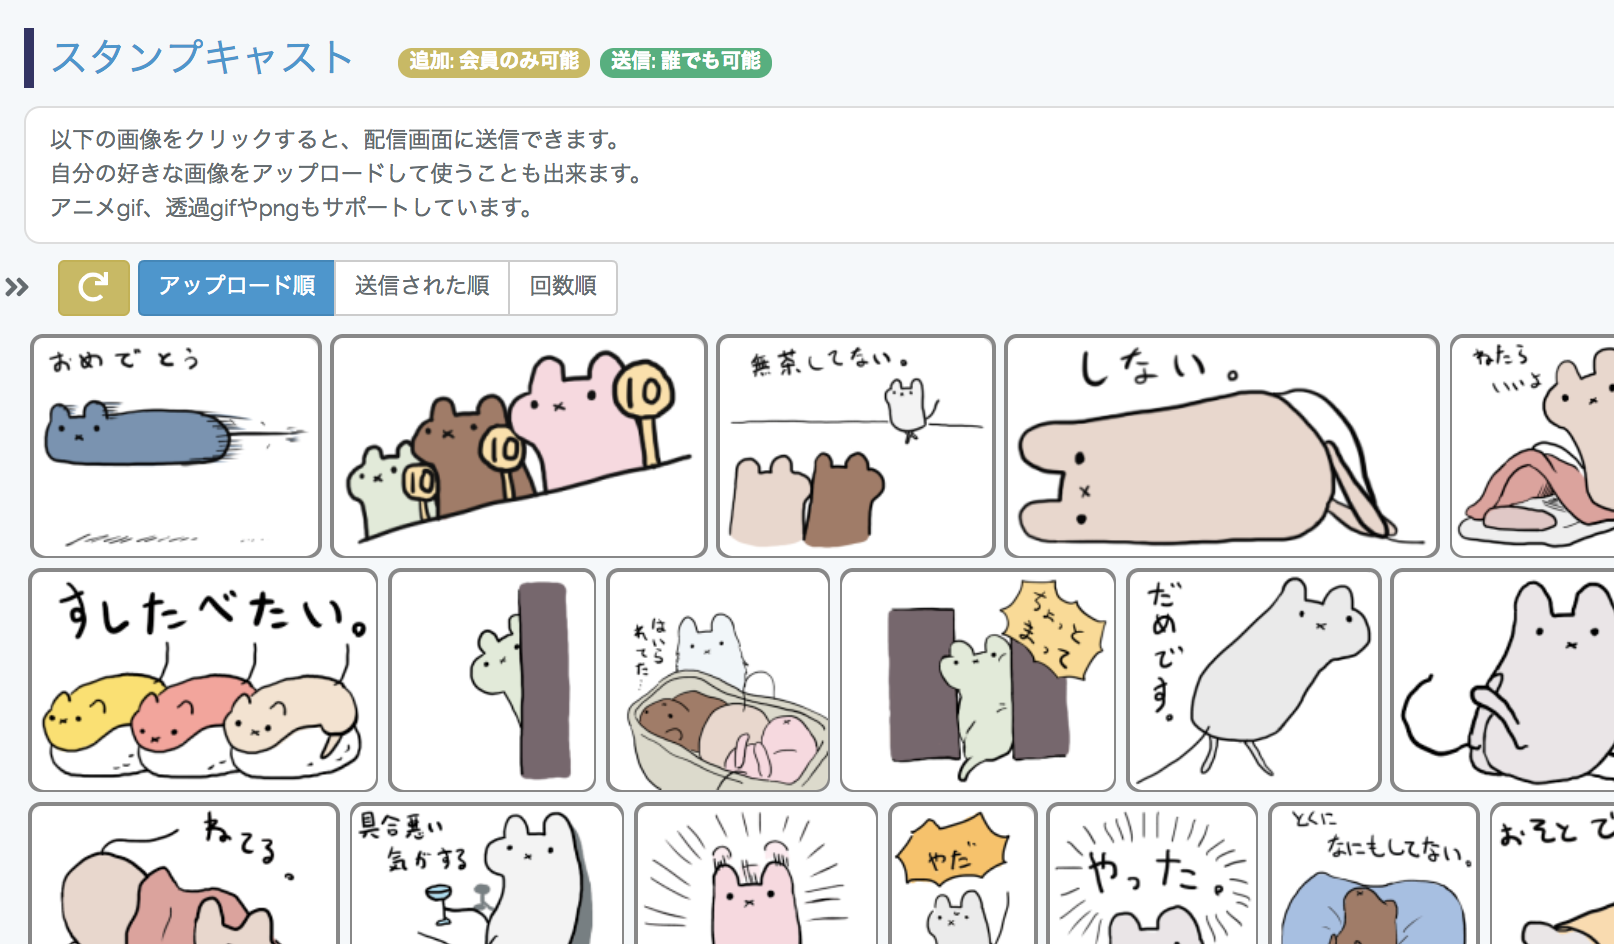 スタンプキャスト
追加: 会員のみ可能
送信: 誰でも可能
以下の画像をクリックすると、配信画面に送信できます。
自分の好きな画像をアップロードして使うことも出来ます。
アニメgif、透過gifやpngもサポートしています。
アップロード順
送信された順
回数順
おめでとう
10
10
10
無茶してない。
しない。
ねたら
いいよ
すしたべたい。
はいら
れてた…
ちょっと
まって
だめです。
ねてる。
具合悪い
気がする
やだ
やった。
とくに
なにもしてない。
おそとで